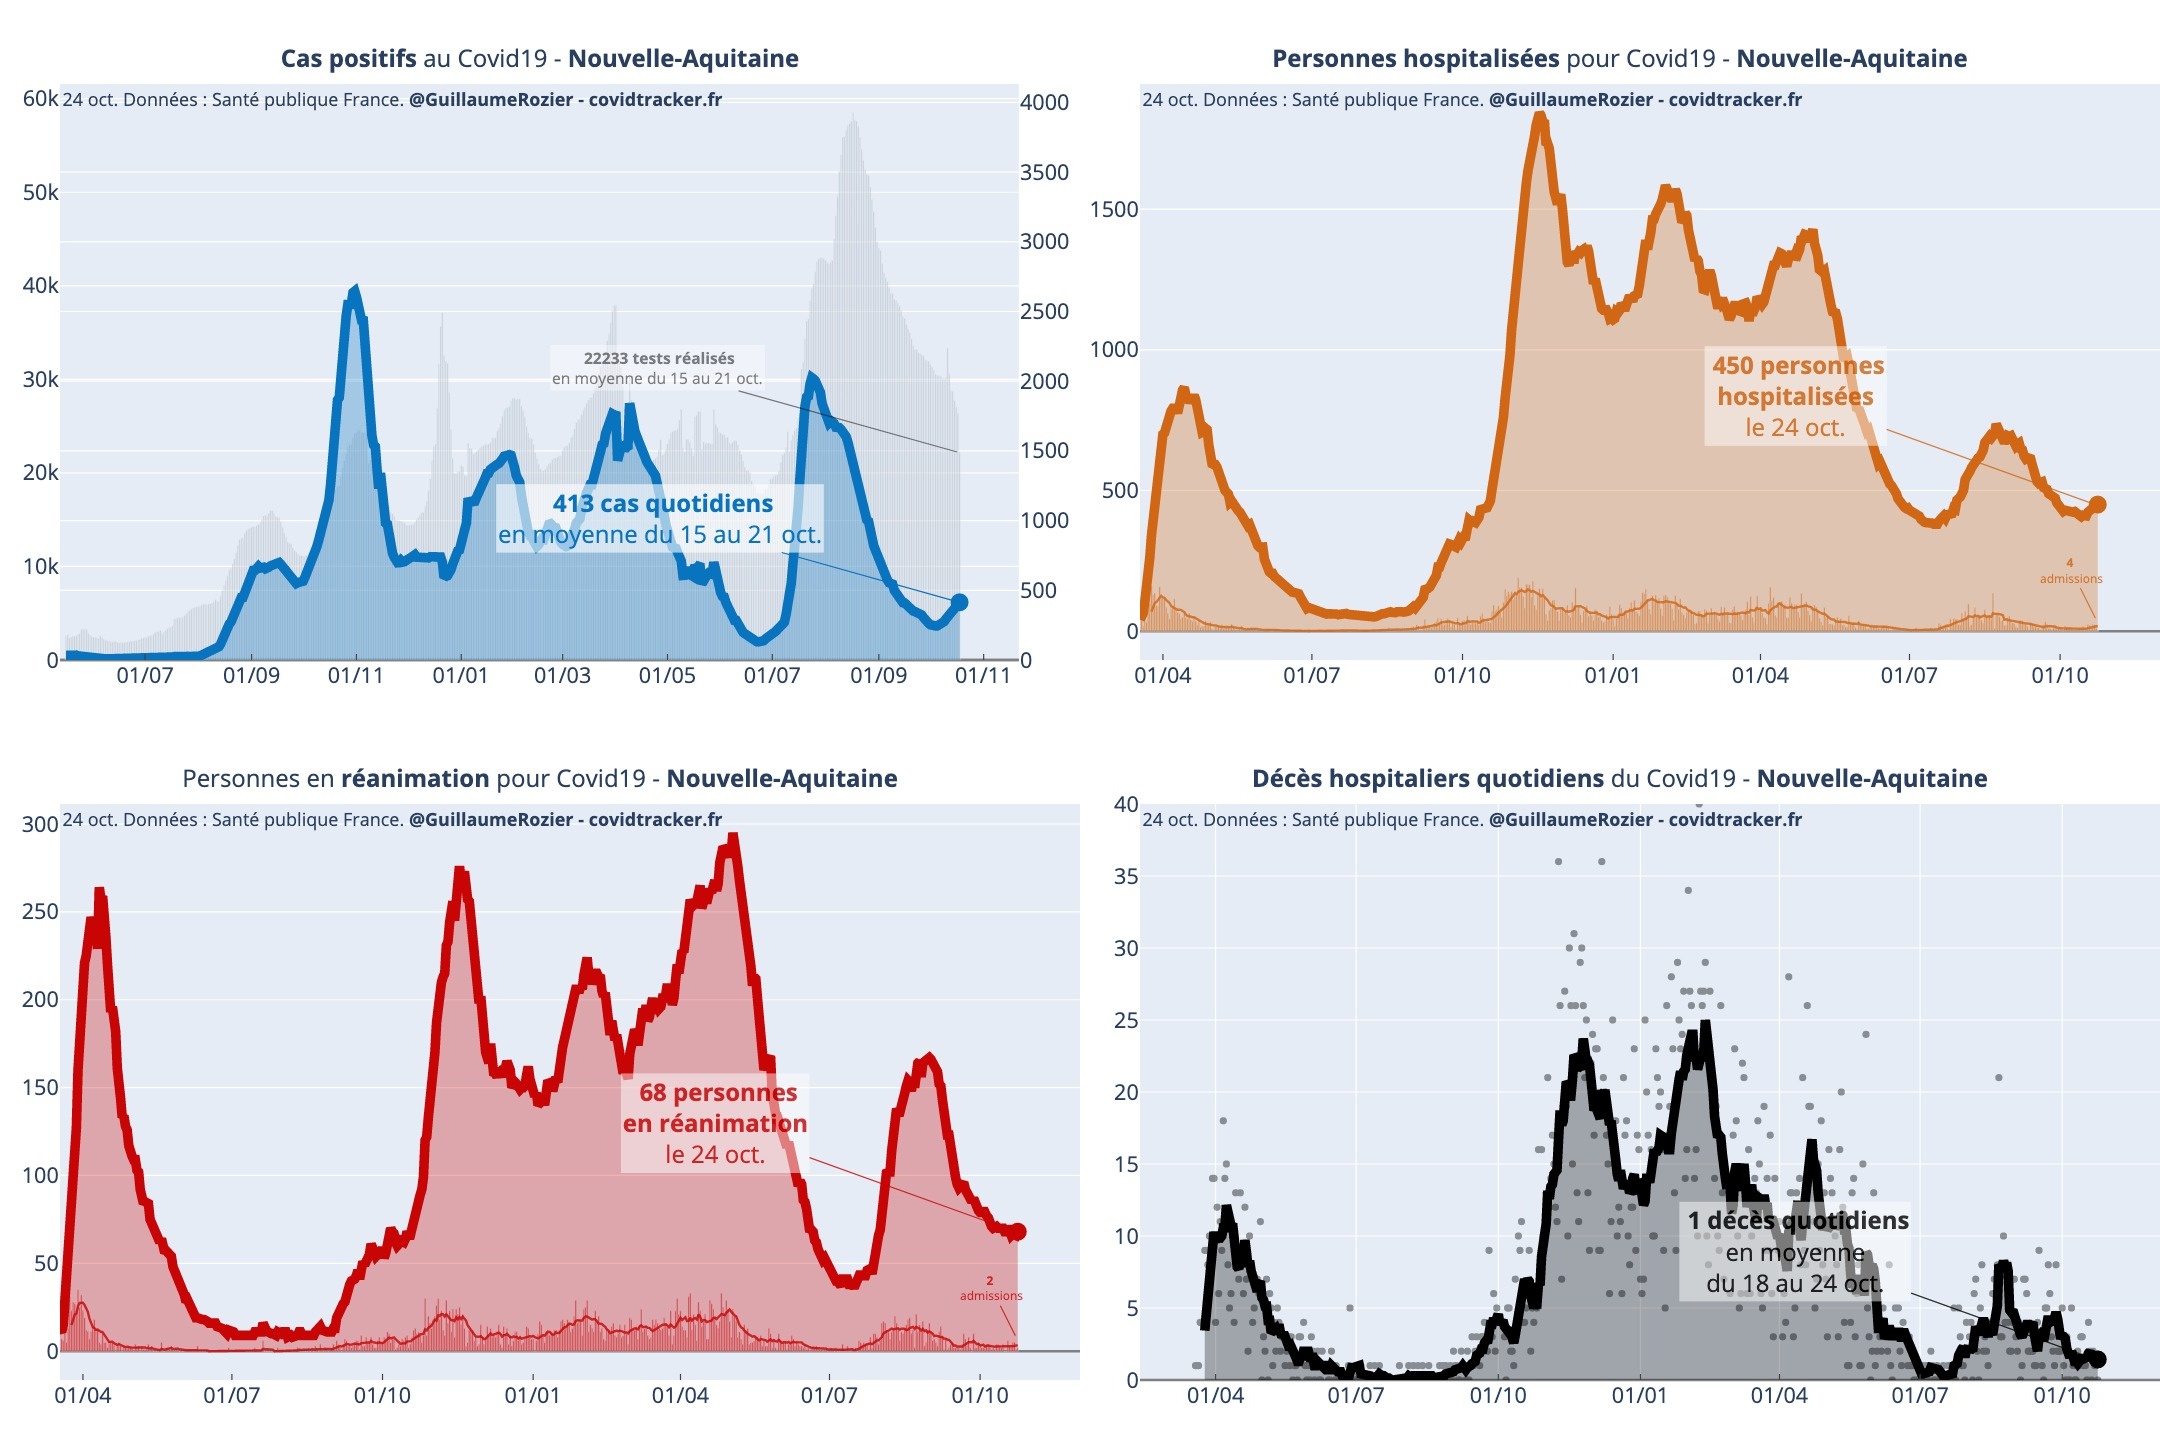 Cas positifs au Covid19 - Nouvelle-Aquitaine
24 oct. Données : Santé publique France. @GuillaumeRozier - covidtracker.fr
60k
50k
40k
30k
20k
10k
0
4000
3500
3000
2500
2000
1500
1000
500
0
22233 tests réalisés
en moyenne du 15 au 21 oct.
413 cas quotidiens
en moyenne du 15 au 21 oct.
01/07 01/09 01/11 01/01 01/03 01/05 01/07 01/09 01/11
Personnes hospitalisées pour Covid19 - Nouvelle-Aquitaine
24 oct. Données : Santé publique France. @GuillaumeRozier - covidtracker.fr
1500
1000
500
0
450 personnes
hospitalisées
le 24 oct.
4
admissions
01/04 01/07 01/10 01/01 01/04 01/07 01/10
Personnes en réanimation pour Covid19 - Nouvelle-Aquitaine
24 oct. Données : Santé publique France. @GuillaumeRozier - covidtracker.fr
300
250
200
150
100
50
0
68 personnes
en réanimation
le 24 oct.
2
admissions
01/04 01/07 01/10 01/01 01/04 01/07 01/10
Décès hospitaliers quotidiens du Covid19 - Nouvelle-Aquitaine
24 oct. Données : Santé publique France. @GuillaumeRozier - covidtracker.fr
40
35
30
25
20
15
10
5
0
1 décès quotidiens
en moyenne
du 18 au 24 oct.
01/04 01/07 01/10 01/01 01/04 01/07 01/10